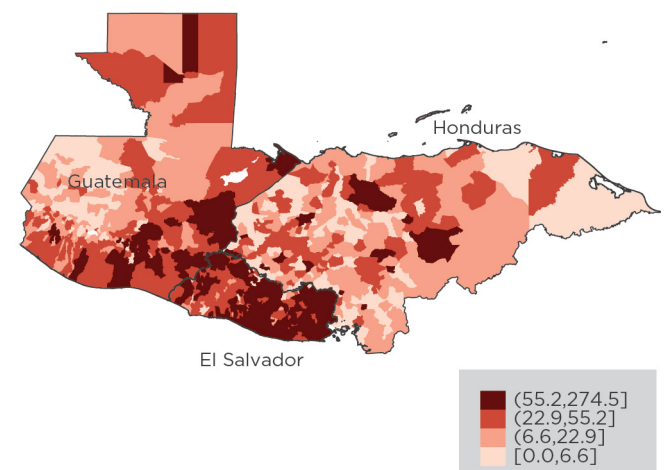 Honduras
Guatemala
El Salvador
(55.2,274.5]
(22.9,55.2]
(6.6,22.9]
[0.0,6.6]